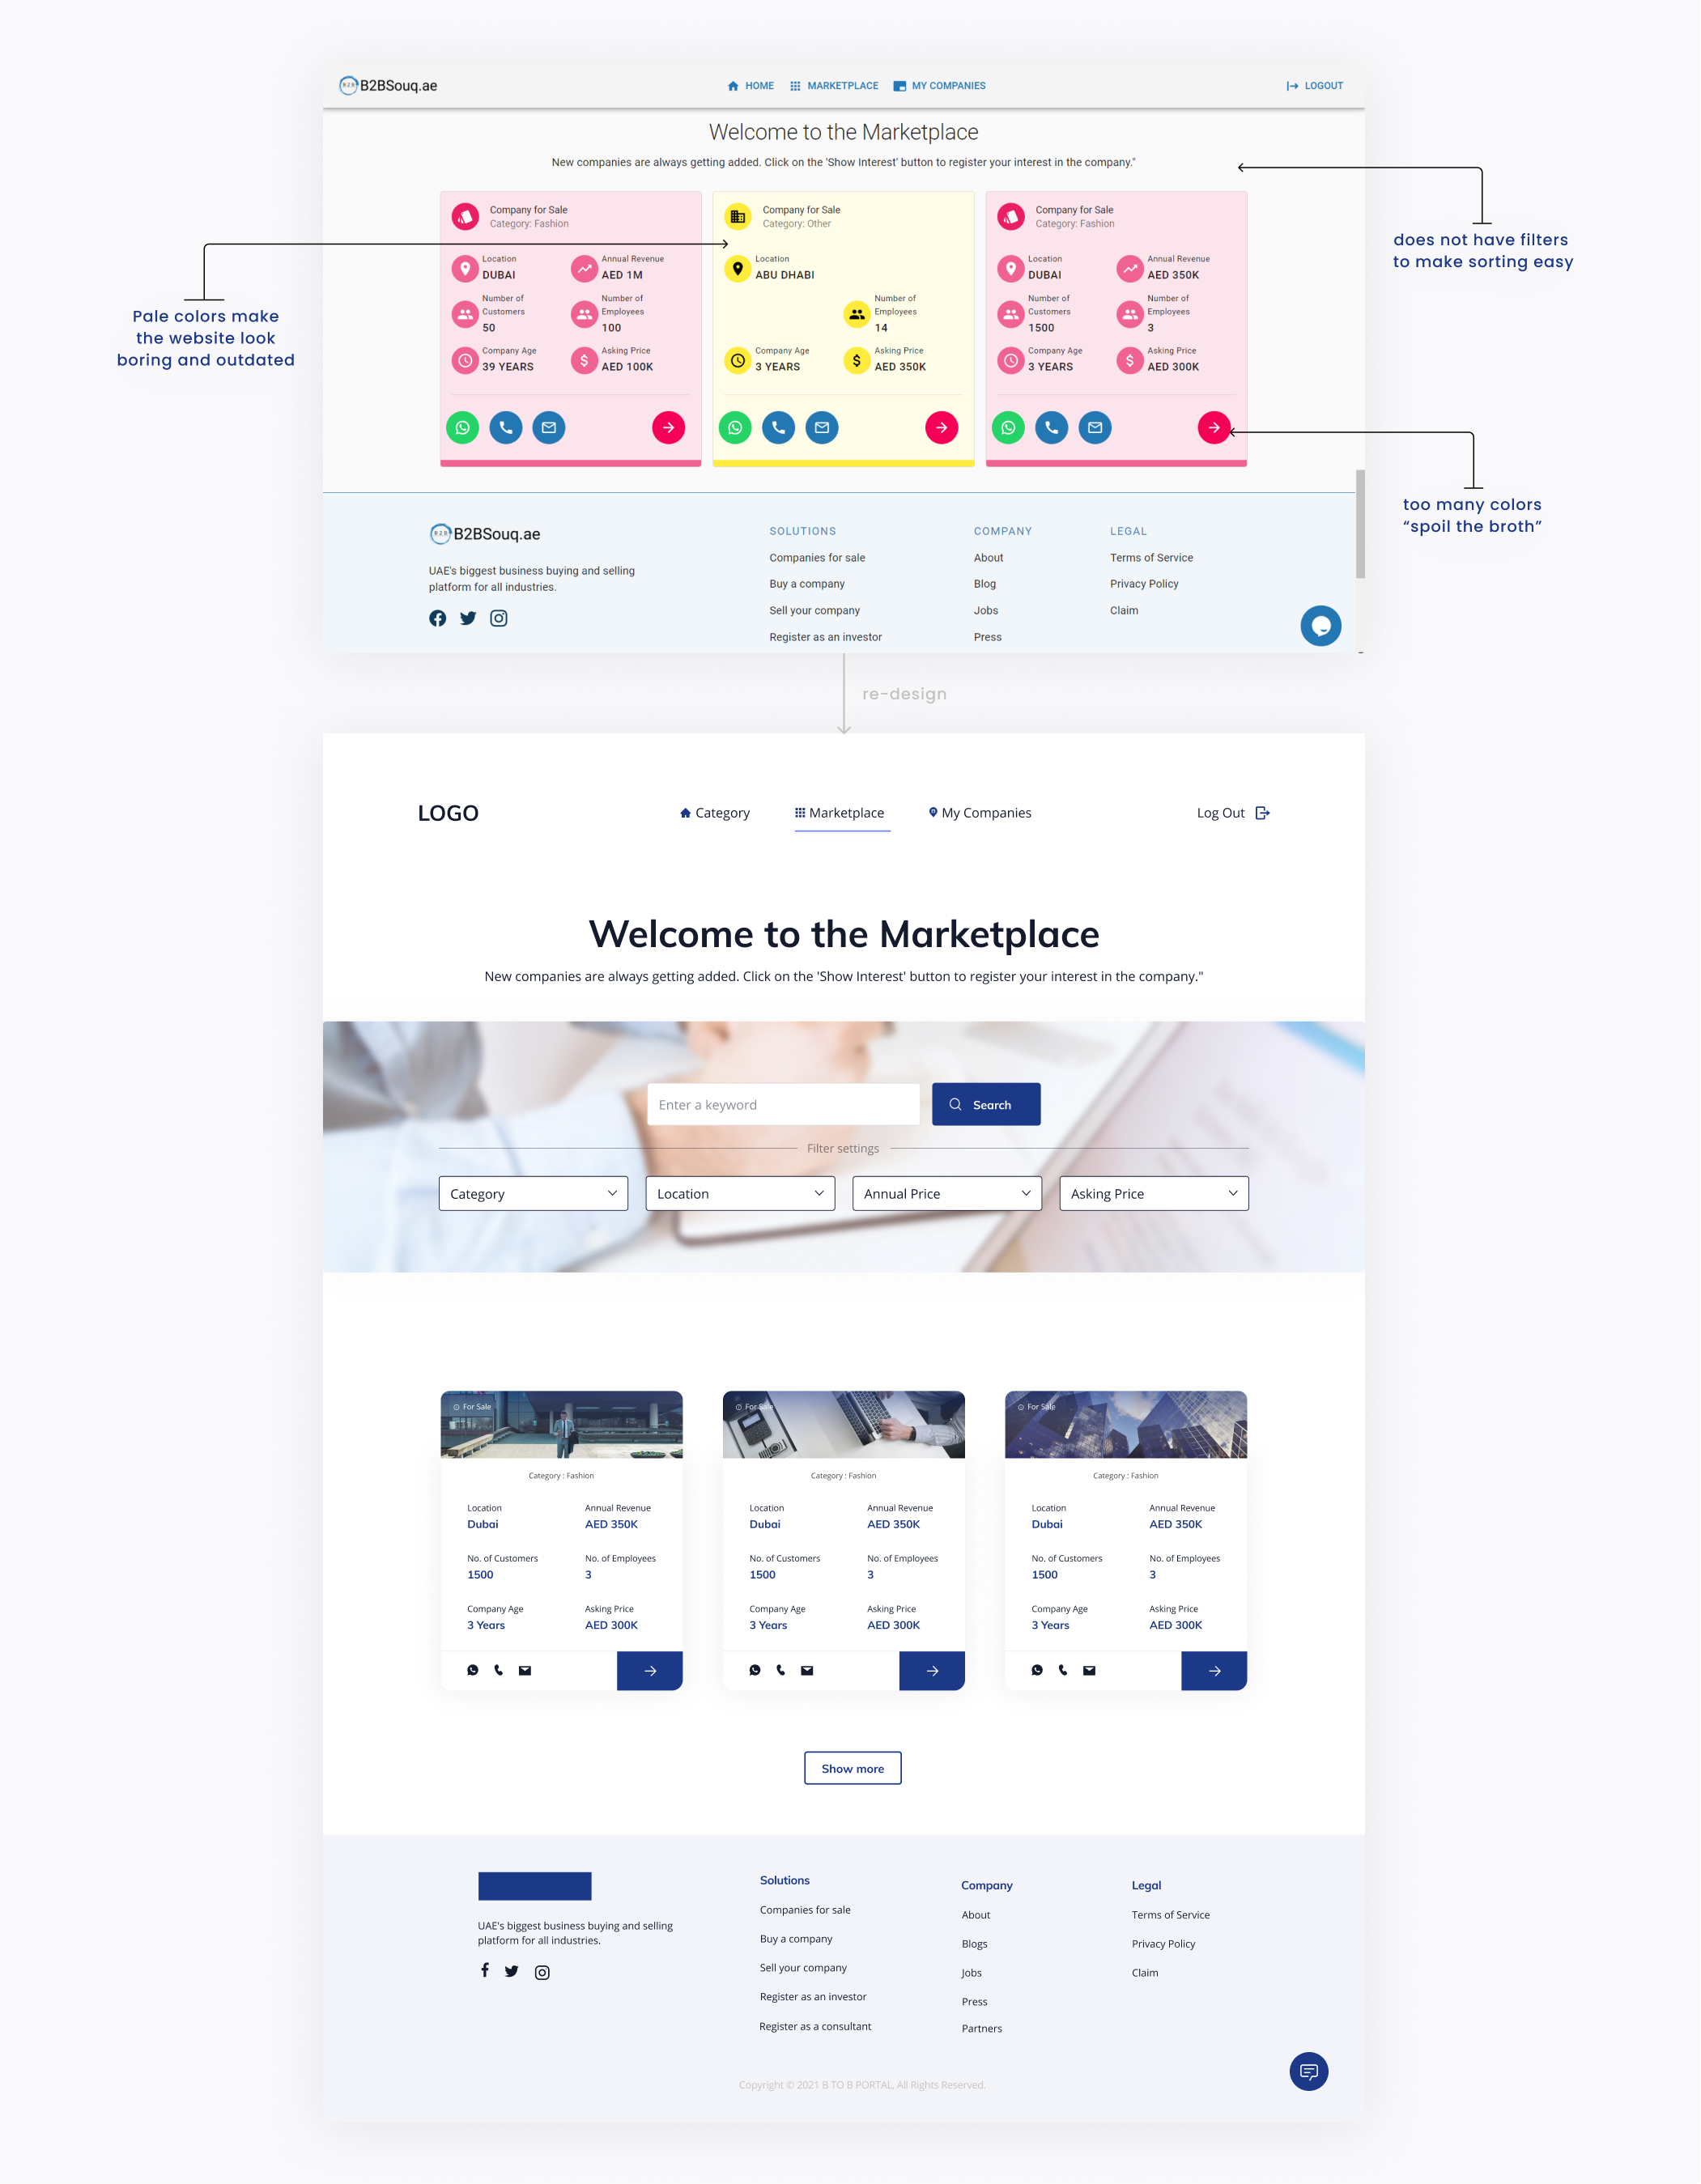 B2B B2BSouq.ae
HOME MARKETPLACE MY COMPANIES
LOGOUT
Welcome to the Marketplace
New companies are always getting added. Click on the 'Show Interest' button to register your interest in the company."
does not have filters
to make sorting easy
Pale colors make
the website look
boring and outdated
Company for Sale
Category: Fashion
Location
DUBAI
Annual Revenue
AED 1M
Number of
Customers
50
Number of
Employees
100
Company Age
39 YEARS
Asking Price
AED 100K
Company for Sale
Category: Other
Location
ABU DHABI
Number of
Employees
14
Company Age
3 YEARS
Asking Price
AED 350K
Company for Sale
Category: Fashion
Location
DUBAI
Annual Revenue
AED 350K
Number of
Customers
1500
Number of
Employees
3
Company Age
3 YEARS
Asking Price
AED 300K
too many colors
“spoil the broth”
B2B B2BSouq.ae
UAE's biggest business buying and selling
platform for all industries.
SOLUTIONS
Companies for sale
Buy a company
Sell your company
Register as an investor
COMPANY
About
Blog
Jobs
Press
LEGAL
Terms of Service
Privacy Policy
Claim
re-design
LOGO
Category Marketplace My Companies
Log Out
Welcome to the Marketplace
New companies are always getting added. Click on the 'Show Interest' button to register your interest in the company."
Enter a keyword
Search
Filter settings
Category Location Annual Price Asking Price
For Sale
Category : Fashion
Location
Dubai
Annual Revenue
AED 350K
No. of Customers
1500
No. of Employees
3
Company Age
3 Years
Asking Price
AED 300K
For Sale
Category : Fashion
Location
Dubai
Annual Revenue
AED 350K
No. of Customers
1500
No. of Employees
3
Company Age
3 Years
Asking Price
AED 300K
For Sale
Category : Fashion
Location
Dubai
Annual Revenue
AED 350K
No. of Customers
1500
No. of Employees
3
Company Age
3 Years
Asking Price
AED 300K
Show more
UAE's biggest business buying and selling
platform for all industries.
Solutions
Companies for sale
Buy a company
Sell your company
Register as an investor
Register as a consultant
Company
About
Blogs
Jobs
Press
Partners
Legal
Terms of Service
Privacy Policy
Claim
Copyright © 2021 B TO B PORTAL, All Rights Reserved.